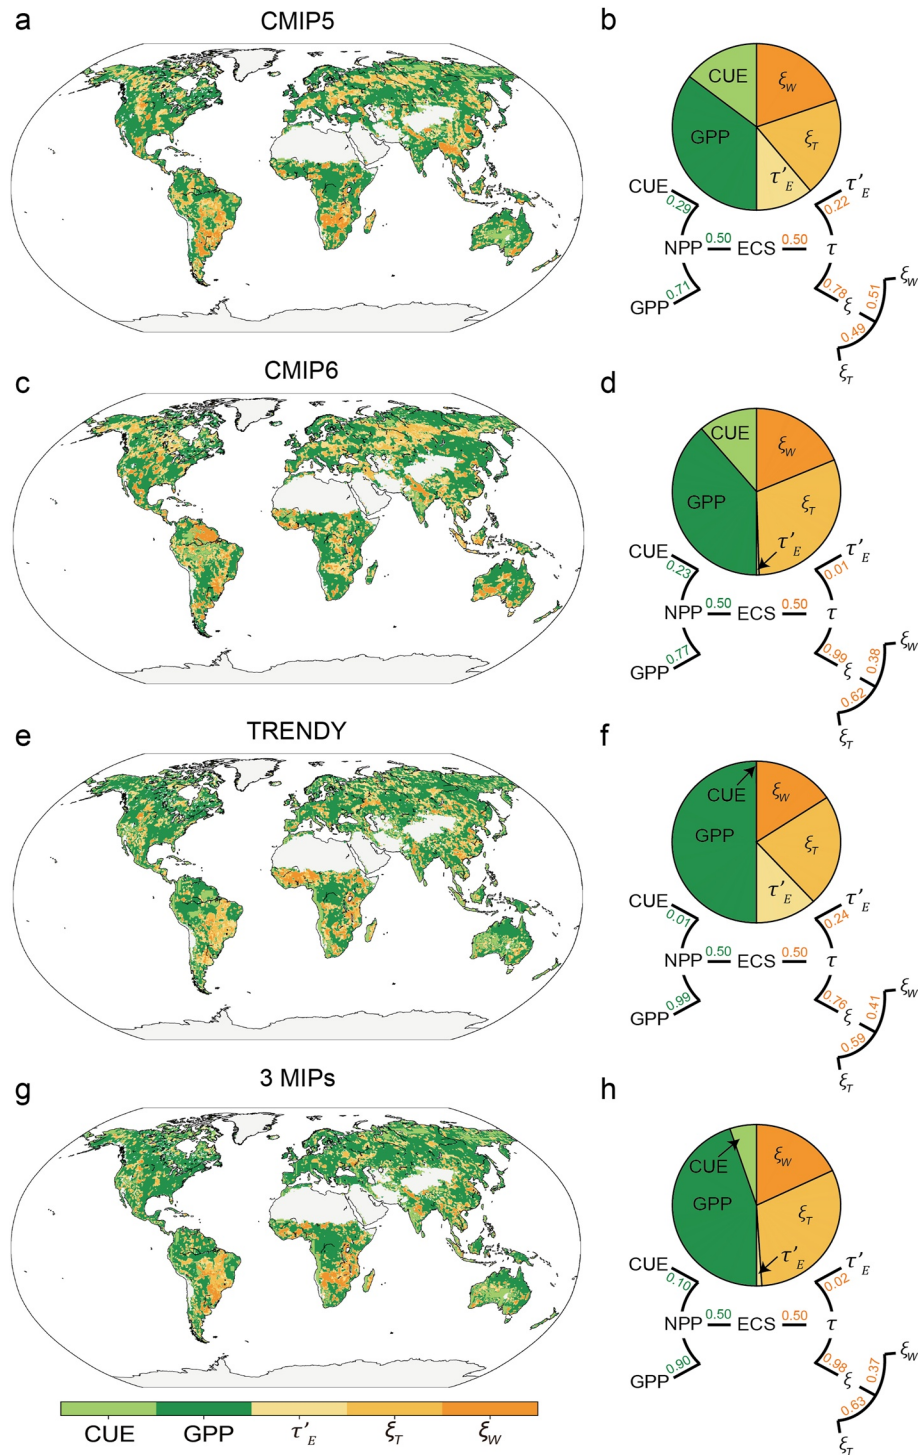 a
CMIP5
b
CUE
ξW
GPP
ξT
τ′E
CUE
0.29
0.22
τ′E
NPP
0.50
ECS
0.50
τ
GPP
0.71
0.78
ξ
0.51
ξW
0.49
ξT
c
CMIP6
d
CUE
ξW
GPP
ξT
τ′E
CUE
0.23
0.01
τ′E
NPP
0.50
ECS
0.50
τ
GPP
0.77
0.99
ξ
0.38
ξW
0.62
ξT
e
TRENDY
f
CUE
ξW
GPP
ξT
τ′E
CUE
0.01
0.24
τ′E
NPP
0.50
ECS
0.50
τ
GPP
0.99
0.76
ξ
0.41
ξW
0.59
ξT
g
3 MIPs
h
CUE
ξW
GPP
ξT
τ′E
CUE
0.10
0.02
τ′E
NPP
0.50
ECS
0.50
τ
GPP
0.90
0.98
ξ
0.37
ξW
0.63
ξT
CUE GPP τ′E ξT ξW